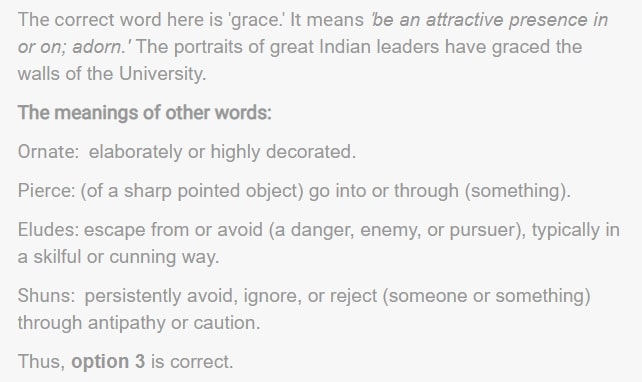 The correct word here is 'grace.' It means 'be an attractive presence in
or on; adorn.' The portraits of great Indian leaders have graced the
walls of the University.
The meanings of other words:
Ornate:  elaborately or highly decorated.
Pierce: (of a sharp pointed object) go into or through (something).
Eludes: escape from or avoid (a danger, enemy, or pursuer), typically in
a skilful or cunning way.
Shuns:  persistently avoid, ignore, or reject (someone or something)
through antipathy or caution.
Thus, option 3 is correct.